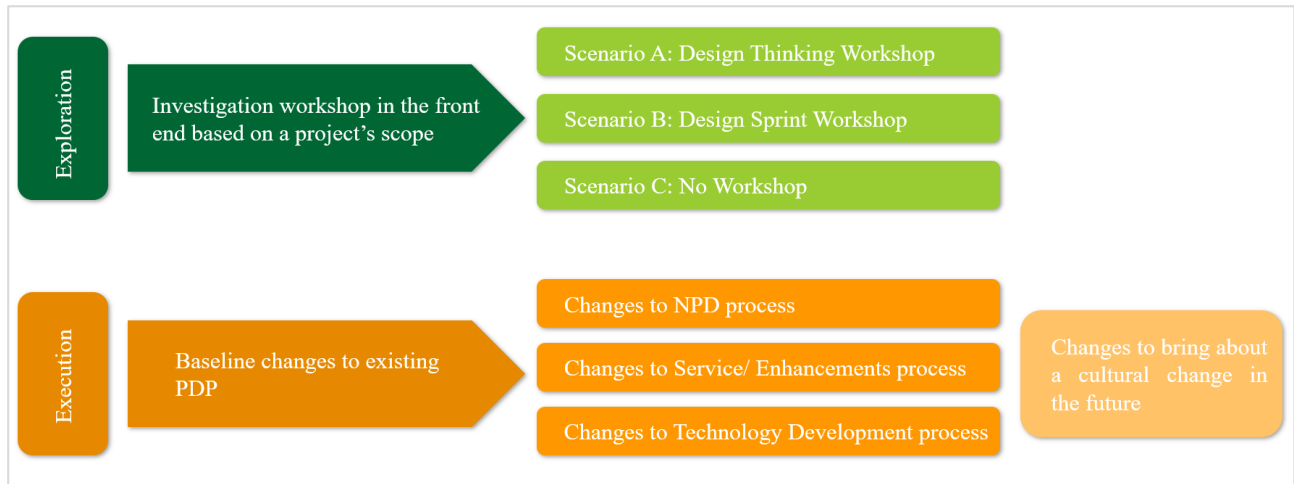 Exploration
Investigation workshop in the front
end based on a project’s scope
Scenario A: Design Thinking Workshop
Scenario B: Design Sprint Workshop
Scenario C: No Workshop
Execution
Baseline changes to existing
PDP
Changes to NPD process
Changes to Service/ Enhancements process
Changes to Technology Development process
Changes to bring about
a cultural change in
the future